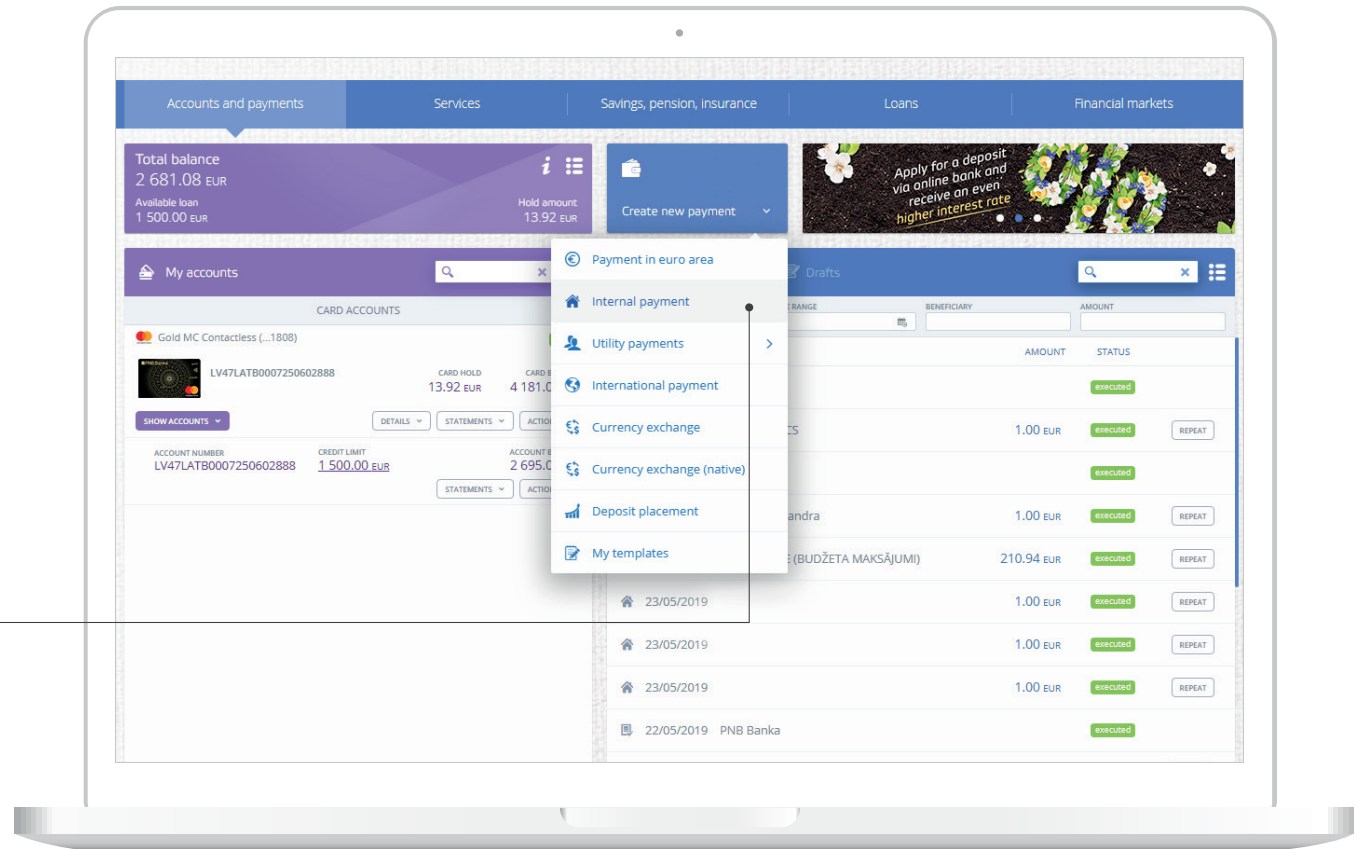 Accounts and payments
Services
Savings, pension, insurance
Loans
Financial markets
Total balance
2 681.08 EUR
Available loan
1 500.00 EUR
Hold amount
13.92 EUR
Create new payment
Apply for a deposit
via online bank and
receive an even
higher interest rate
My accounts
CARD ACCOUNTS
Gold MC Contactless (...1808)
LV47LATB0007250602888
CARD HOLD
13.92 EUR
CARD
4 181.0
SHOW ACCOUNTS
DETAILS
STATEMENTS
ACTIO
ACCOUNT NUMBER
LV47LATB0007250602888
CREDIT LIMIT
1 500.00 EUR
ACCOUNT
2 695.0
STATEMENTS
ACTIO
Payment in euro area
Internal payment
Utility payments
International payment
Currency exchange
Currency exchange (native)
Deposit placement
My templates
Drafts
RANGE
BENEFICIARY
AMOUNT
AMOUNT
STATUS
executed
CS
1.00 EUR
executed
REPEAT
executed
andra
1.00 EUR
executed
REPEAT
(BUDŽETA MAKSĀJUMI)
210.94 EUR
executed
REPEAT
23/05/2019
1.00 EUR
executed
REPEAT
23/05/2019
1.00 EUR
executed
REPEAT
23/05/2019
1.00 EUR
executed
REPEAT
22/05/2019 PNB Banka
executed